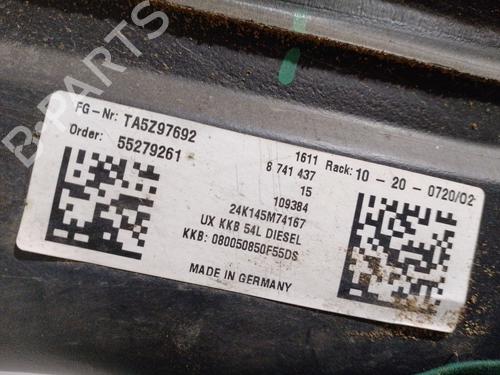 B-PARTS
FG-Nr: TA5Z97692
Order: 55279261
1611 Rack: 10 - 20 - 0720/02
8 741 437
15
109384
24K145M74167
UX KKB 54L DIESEL
KKB: 080050850F55DS
MADE IN GERMANY
B-PARTS